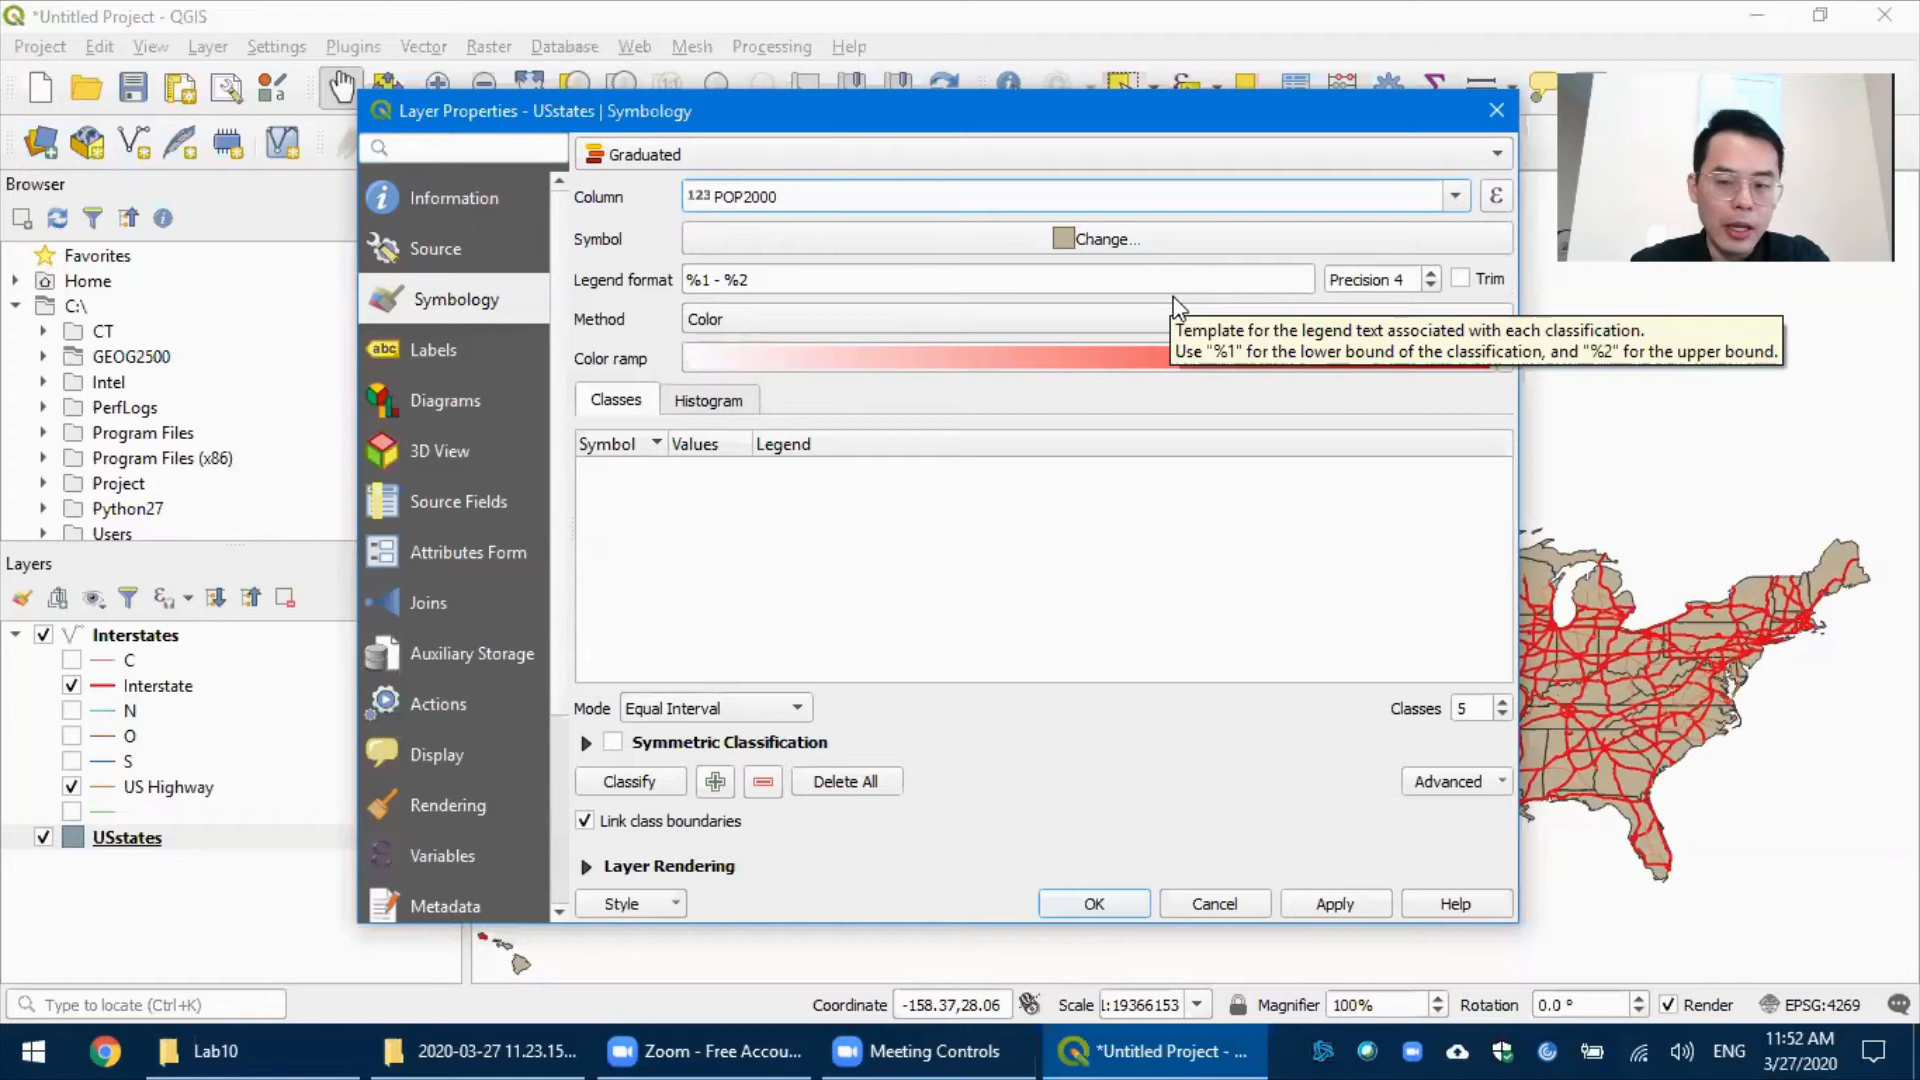 *Untitled Project - QGIS
Project Edit View Layer Settings Plugins Vector Raster Database Web Mesh Processing Help
Layer Properties - USstates | Symbology
Browser
Favorites
Home
C:\
CT
GEOG2500
Intel
PerfLogs
Program Files
Program Files (x86)
Project
Python27
Users
Layers
Interstates
C
Interstate
N
O
S
US Highway
USstates
Information
Source
Symbology
abc Labels
Diagrams
3D View
Source Fields
Attributes Form
Joins
Auxiliary Storage
Actions
Display
Rendering
Variables
Metadata
Graduated
Column 123 POP2000 ε
Symbol Change...
Legend format %1 - %2 Precision 4 Trim
Method Color
Template for the legend text associated with each classification.
Use "%1" for the lower bound of the classification, and "%2" for the upper bound.
Color ramp
Classes Histogram
Symbol Values Legend
Mode Equal Interval Classes 5
Symmetric Classification
Classify Delete All Advanced
Link class boundaries
Layer Rendering
Style OK Cancel Apply Help
Type to locate (Ctrl+K) Coordinate -158.37,28.06 Scale 1:19366153 Magnifier 100% Rotation 0.0 ° Render EPSG:4269
Lab10 2020-03-27 11.23.15... Zoom - Free Accou... Meeting Controls *Untitled Project - ... ENG 11:52 AM
3/27/2020